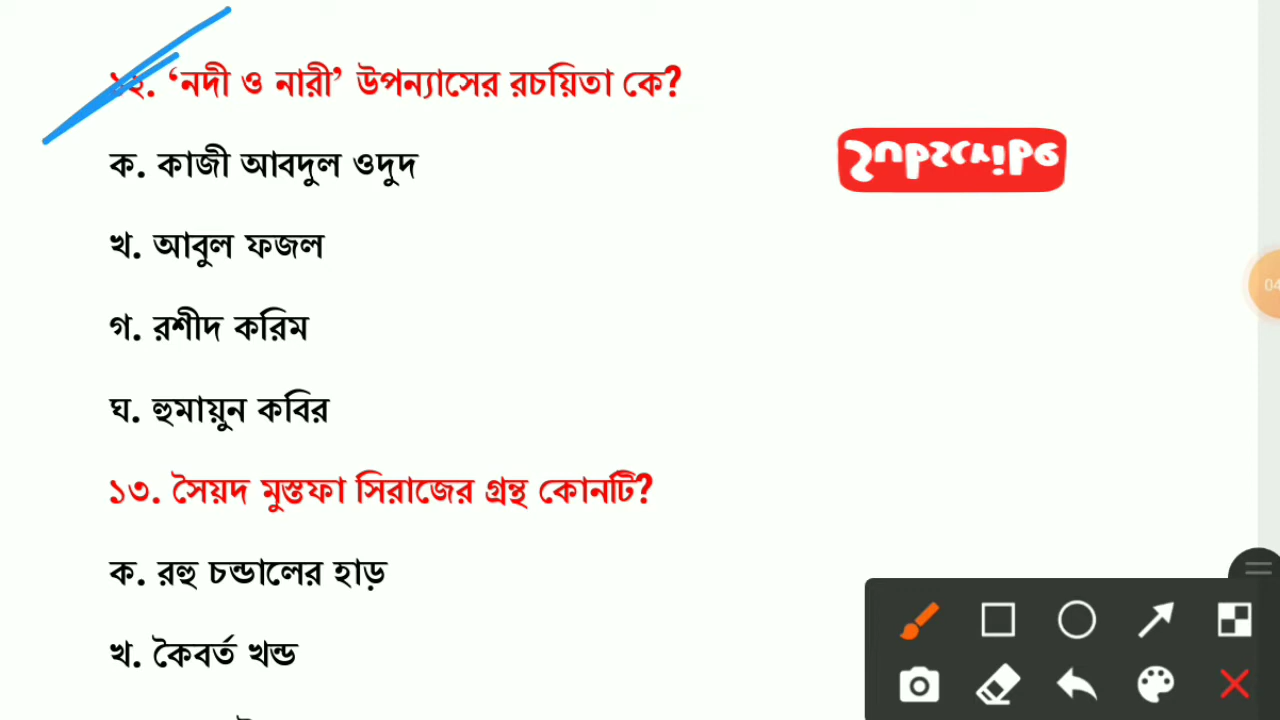 ১২. ‘নদী ও নারী’ উপন্যাসের রচয়িতা কে?
ক. কাজী আবদুল ওদুদ
খ. আবুল ফজল
গ. রশীদ করিম
ঘ. হুমায়ুন কবির
১৩. সৈয়দ মুস্তফা সিরাজের গ্রন্থ কোনটি?
ক. রহু চন্ডালের হাড়
খ. কৈবর্ত খন্ড
04